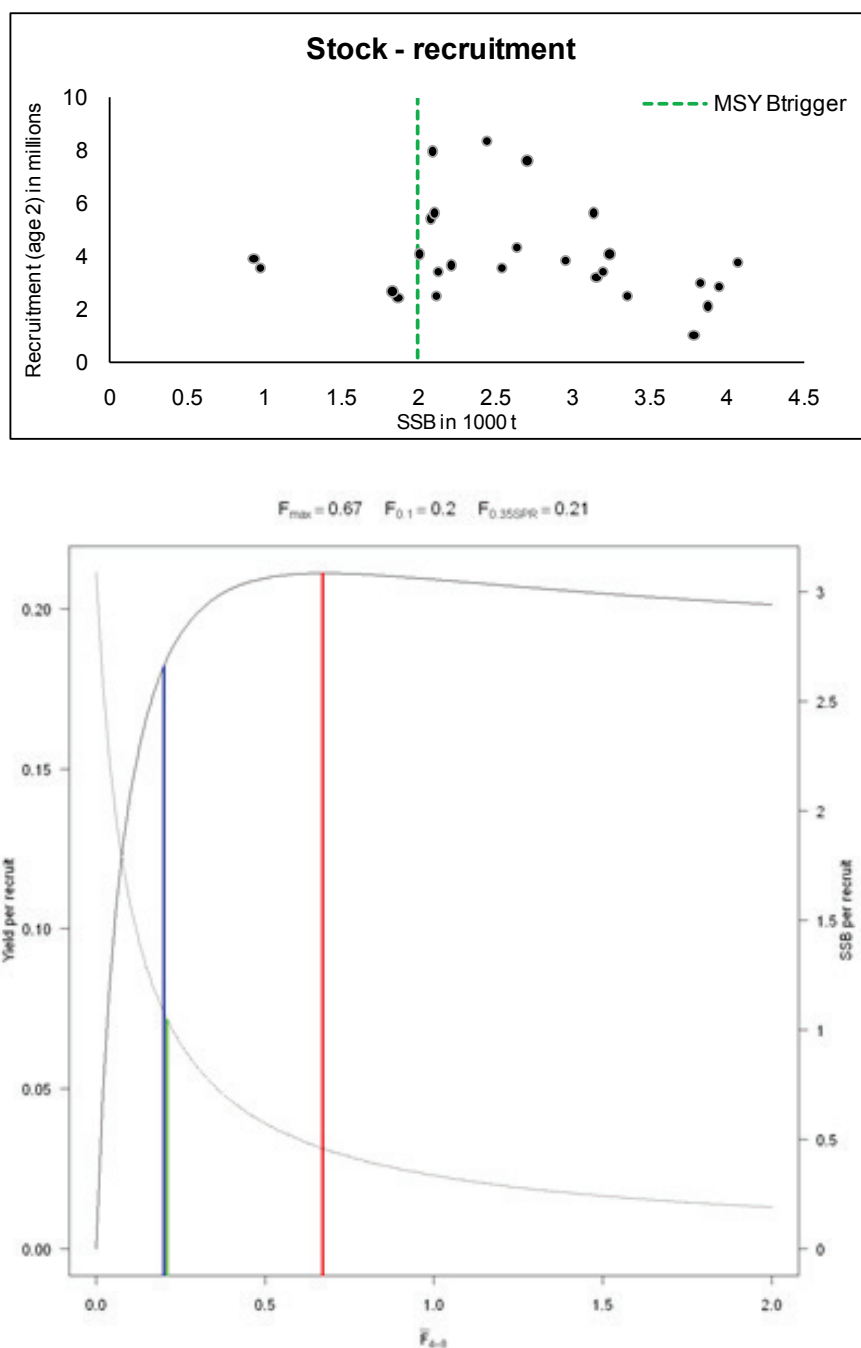 Stock - recruitment
MSY Btrigger
Recruitment (age 2) in millions
10
8
6
4
2
0
0 0.5 1 1.5 2 2.5 3 3.5 4 4.5
SSB in 1000 t
Fmax = 0.67 F0.1 = 0.2 F0.35SPR = 0.21
Yield per recruit
0.20
0.15
0.10
0.05
0.00
3
2.5
2
1.5
1
0.5
0
SSB per recruit
0.0 0.5 1.0 1.5 2.0